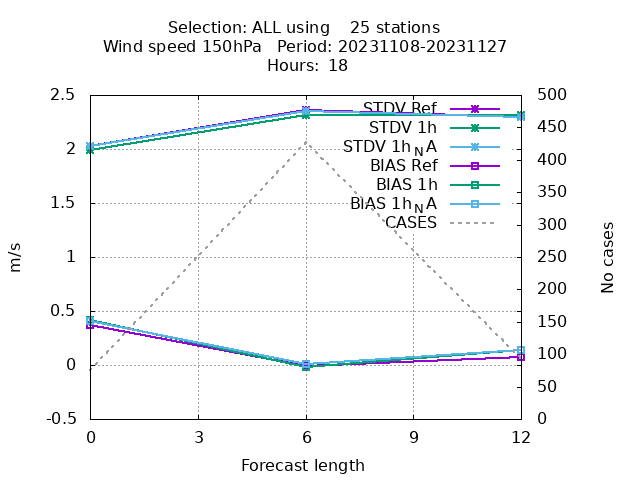 Selection: ALL using    25 stations
Wind speed 150hPa   Period: 20231108-20231127
Hours: 18
2.5
2
1.5
1
0.5
0
-0.5
m/s
STDV Ref
STDV 1h
STDV 1h_N A
BIAS Ref
BIAS 1h
BIAS 1h_N A
CASES
500
450
400
350
300
250
200
150
100
50
0
No cases
0 3 6 9 12
Forecast length